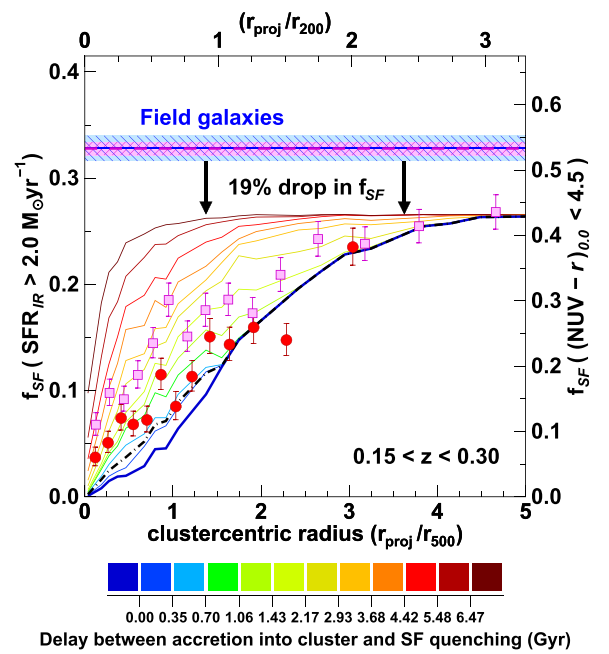 (r_proj/r_200)
0 1 2 3
0.4
0.3
0.2
0.1
0.0
f_SF ( SFR_IR > 2.0 M_⊙yr^−1)
Field galaxies
19% drop in f_SF
0.15 < z < 0.30
0.6
0.5
0.4
0.3
0.2
0.1
0.0
f_SF ( (NUV − r)_0.0 < 4.5)
0 1 2 3 4 5
clustercentric radius (r_proj/r_500)
0.00 0.35 0.70 1.06 1.43 2.17 2.93 3.68 4.42 5.48 6.47
Delay between accretion into cluster and SF quenching (Gyr)